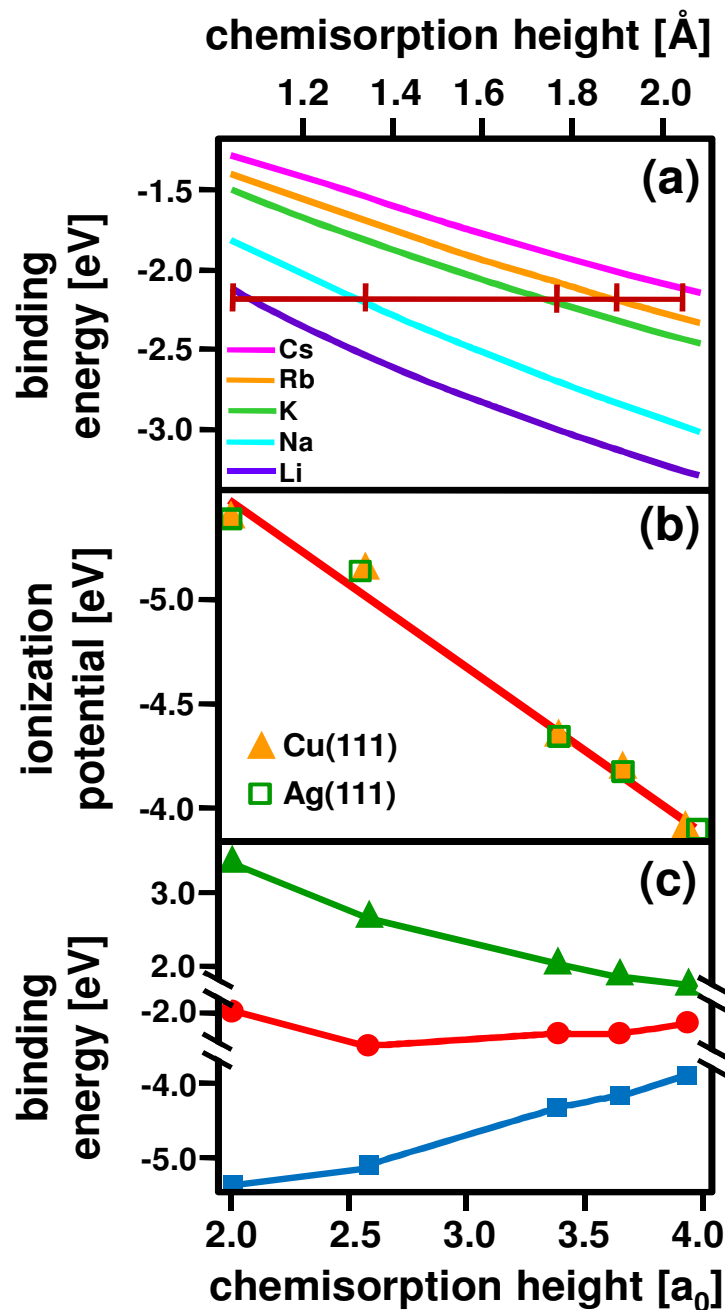 chemisorption height [Å]
1.2 1.4 1.6 1.8 2.0
(a)
binding
energy [eV]
-1.5
-2.0
-2.5
-3.0
Cs
Rb
K
Na
Li
(b)
ionization
potential [eV]
-5.0
-4.5
-4.0
Cu(111)
Ag(111)
(c)
binding
energy [eV]
3.0
2.0
-2.0
-4.0
-5.0
2.0 2.5 3.0 3.5 4.0
chemisorption height [a0]